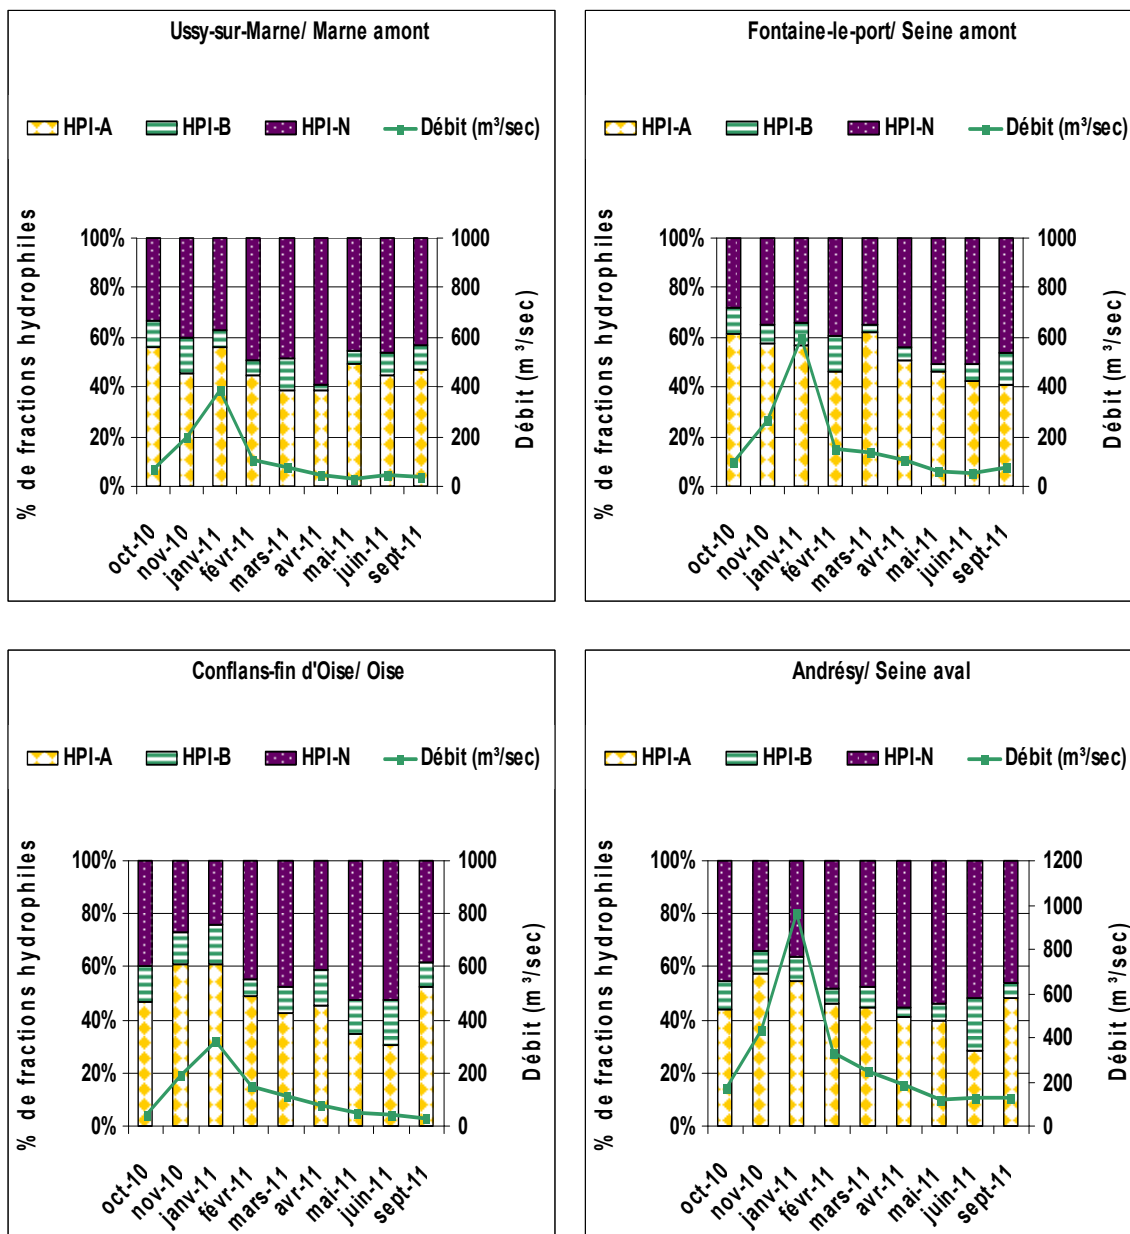 Ussy-sur-Marne/ Marne amont
HPI-A HPI-B HPI-N Débit (m³/sec)
% de fractions hydrophiles
100%
80%
60%
40%
20%
0%
1000
800
600
400
200
0
Débit (m³/sec)
oct-10
nov-10
janv-11
févr-11
mars-11
avr-11
mai-11
juin-11
sept-11
Fontaine-le-port/ Seine amont
HPI-A HPI-B HPI-N Débit (m³/sec)
% de fractions hydrophiles
100%
80%
60%
40%
20%
0%
1000
800
600
400
200
0
Débit (m³/sec)
oct-10
nov-10
janv-11
févr-11
mars-11
avr-11
mai-11
juin-11
sept-11
Conflans-fin d'Oise/ Oise
HPI-A HPI-B HPI-N Débit (m³/sec)
% de fractions hydrophiles
100%
80%
60%
40%
20%
0%
1000
800
600
400
200
0
Débit (m³/sec)
oct-10
nov-10
janv-11
févr-11
mars-11
avr-11
mai-11
juin-11
sept-11
Andrésy/ Seine aval
HPI-A HPI-B HPI-N Débit (m³/sec)
% de fractions hydrophiles
100%
80%
60%
40%
20%
0%
1200
1000
800
600
400
200
0
Débit (m³/sec)
oct-10
nov-10
janv-11
févr-11
mars-11
avr-11
mai-11
juin-11
sept-11